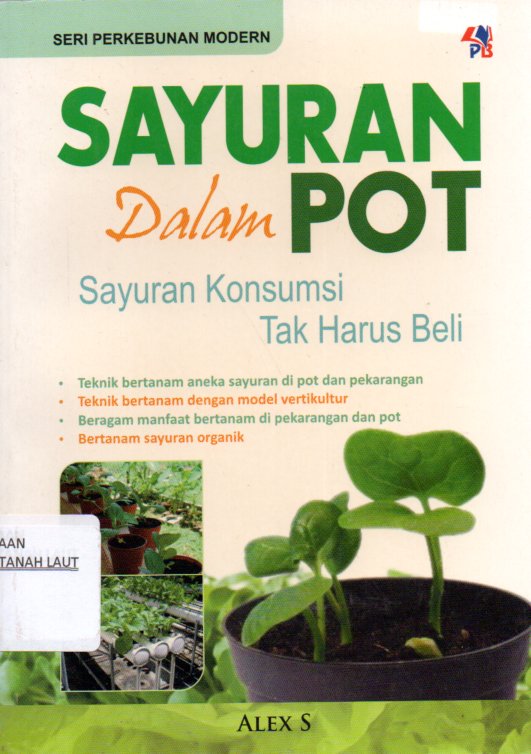 SERI PERKEBUNAN MODERN
PB
SAYURAN
Dalam POT
Sayuran Konsumsi
Tak Harus Beli
• Teknik bertanam aneka sayuran di pot dan pekarangan
• Teknik bertanam dengan model vertikultur
• Beragam manfaat bertanam di pekarangan dan pot
• Bertanam sayuran organik
AAN
TANAH LAUT
ALEX S